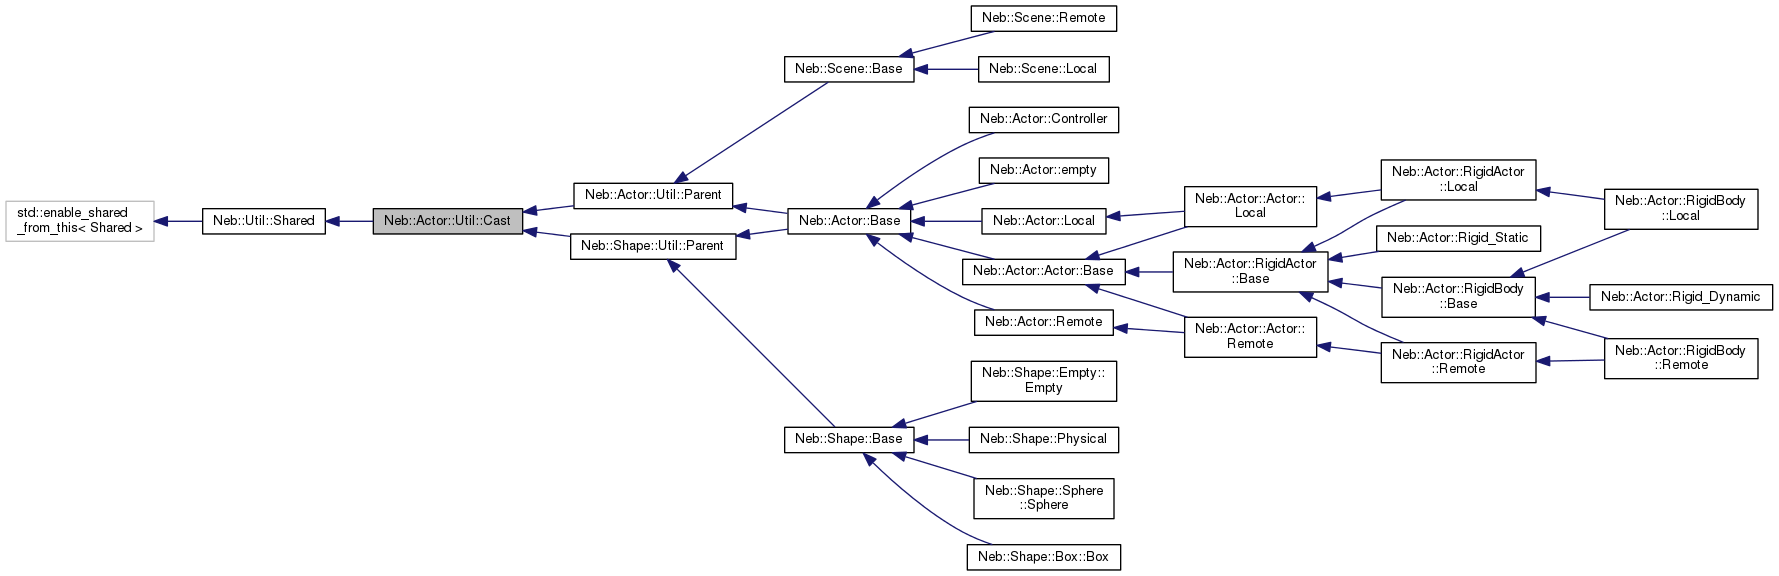 std::enable_shared
_from_this< Shared >
Neb::Util::Shared
Neb::Actor::Util::Cast
Neb::Actor::Util::Parent
Neb::Shape::Util::Parent
Neb::Scene::Base
Neb::Actor::Base
Neb::Shape::Base
Neb::Scene::Remote
Neb::Scene::Local
Neb::Actor::Controller
Neb::Actor::empty
Neb::Actor::Local
Neb::Actor::Actor::Base
Neb::Actor::Remote
Neb::Shape::Empty::
Empty
Neb::Shape::Physical
Neb::Shape::Sphere
::Sphere
Neb::Shape::Box::Box
Neb::Actor::Actor::
Local
Neb::Actor::RigidActor
::Base
Neb::Actor::Actor::
Remote
Neb::Actor::RigidActor
::Local
Neb::Actor::Rigid_Static
Neb::Actor::RigidBody
::Base
Neb::Actor::RigidActor
::Remote
Neb::Actor::RigidBody
::Local
Neb::Actor::Rigid_Dynamic
Neb::Actor::RigidBody
::Remote